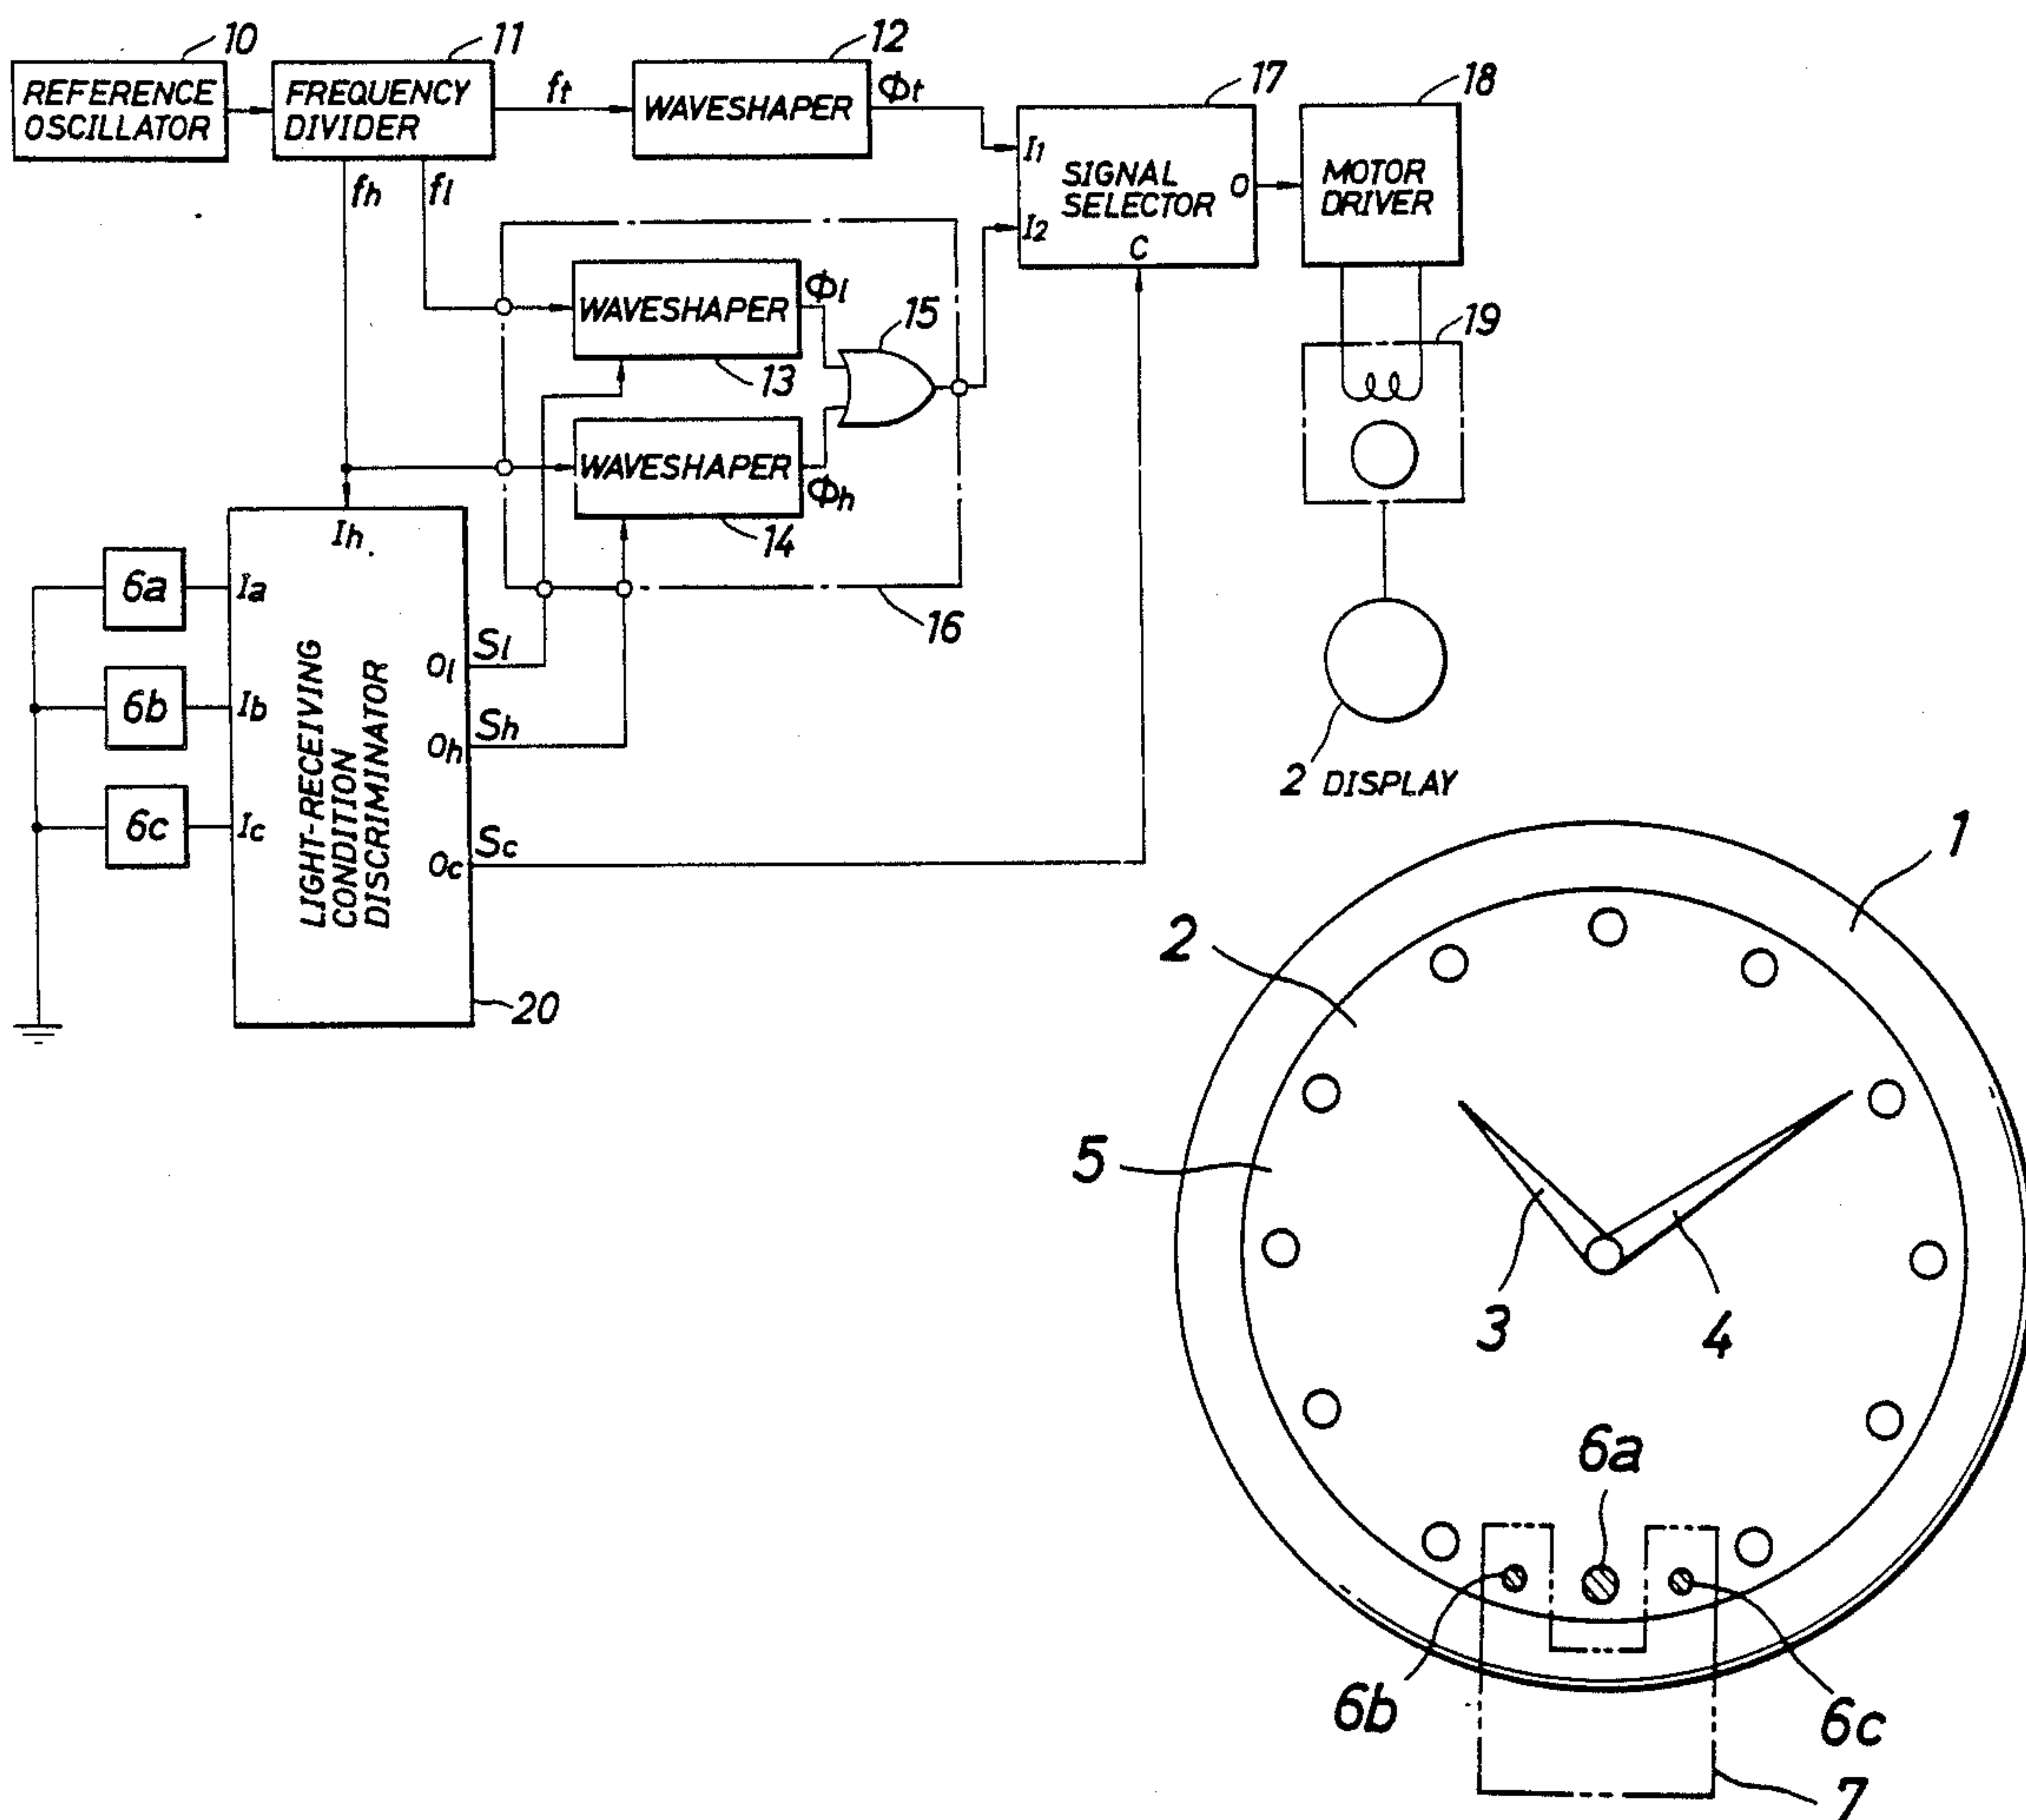 10
11
12
17
18
REFERENCE
OSCILLATOR
FREQUENCY
DIVIDER
ft
WAVESHAPER
Φt
I1
SIGNAL
SELECTOR
O
I2
C
MOTOR
DRIVER
fh
fl
WAVESHAPER
Φl
15
13
19
WAVESHAPER
Φh
14
16
Ih
6a
Ia
6b
Ib
6c
Ic
LIGHT-RECEIVING
CONDITION
DISCRIMINATOR
Ol
Sl
Oh
Sh
Oc
Sc
20
2 DISPLAY
1
2
5
3
4
6a
6b
6c
7